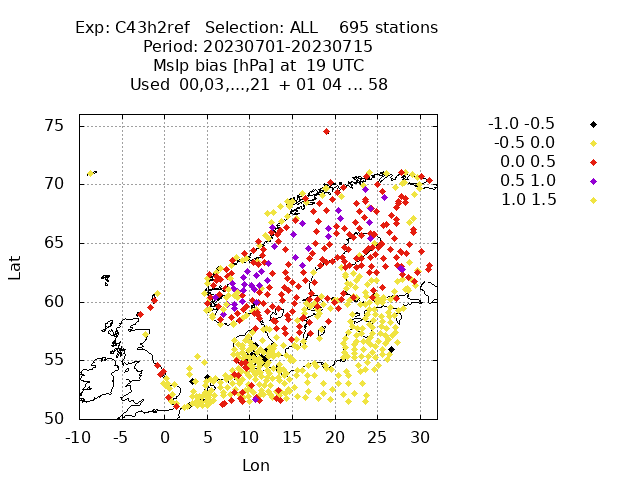 Exp: C43h2ref   Selection: ALL    695 stations
Period: 20230701-20230715
Mslp bias [hPa] at  19 UTC
Used  00,03,...,21  + 01 04 ... 58
-1.0 -0.5
-0.5 0.0
0.0 0.5
0.5 1.0
1.0 1.5
75
70
65
60
55
50
Lat
-10 -5 0 5 10 15 20 25 30
Lon